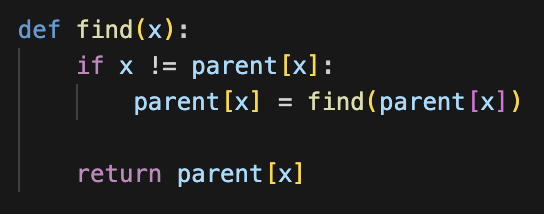 def find(x):
    if x != parent[x]:
        parent[x] = find(parent[x])

    return parent[x]